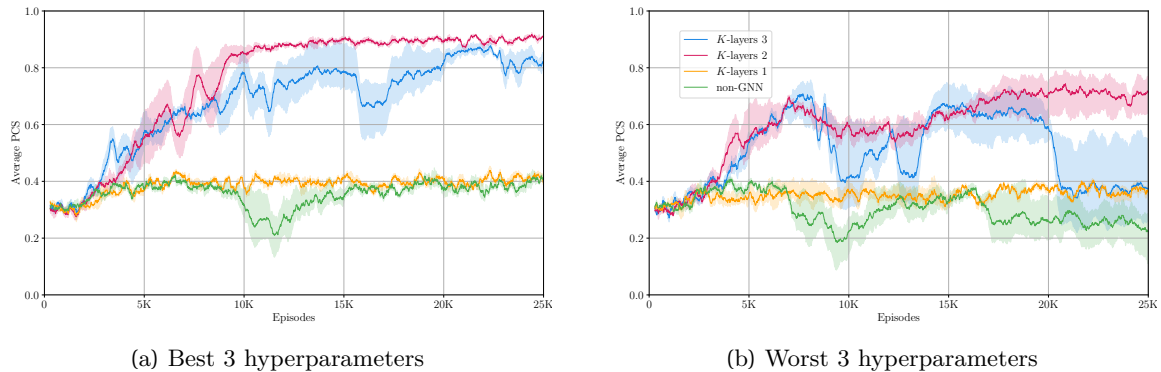 1.0
0.8
0.6
0.4
0.2
0.0
Average PCS
0
5K
10K
15K
20K
25K
Episodes
(a) Best 3 hyperparameters
1.0
0.8
0.6
0.4
0.2
0.0
Average PCS
K-layers 3
K-layers 2
K-layers 1
non-GNN
0
5K
10K
15K
20K
25K
Episodes
(b) Worst 3 hyperparameters